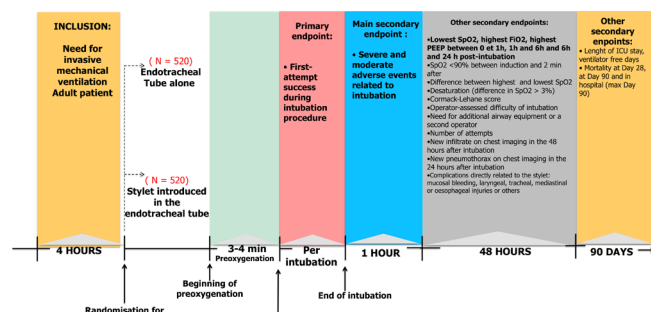 INCLUSION:
Need for
invasive
mechanical
ventilation
Adult patient
( N = 520)
Endotracheal
Tube alone
( N = 520)
Stylet introduced
in the
endotracheal tube
Primary
endpoint:
• First-
attempt
success
during
intubation
procedure
Main secondary
endpoint :
• Severe and
moderate
adverse events
related to
intubation
Other secondary endpoints:
•Lowest SpO2, highest FiO2, highest
PEEP between 0 et 1h, 1h and 6h and 6h
and 24 h post-intubation
•SpO2 <90% between induction and 2 min
after
•Difference between highest and lowest SpO2
•Desaturation (difference in SpO2 > 3%)
•Cormack-Lehane score
•Operator-assessed difficulty of intubation
•Need for additional airway equipment or a
second operator
•Number of attempts
•New infiltrate on chest imaging in the 48
hours after intubation
•New pneumothorax on chest imaging in the
24 hours after intubation
•Complications directly related to the stylet:
mucosal bleeding, laryngeal, tracheal, mediastinal
or oesophageal injuries or others
Other
secondary
enpoints:
• Lenght of ICU stay,
ventilator free days
• Mortality at Day 28,
at Day 90 and in
hospital (max Day
90)
4 HOURS
3-4 min
Preoxygenation
Per
intubation
1 HOUR
48 HOURS
90 DAYS
Beginning of
preoxygenation
End of intubation
Randomisation for